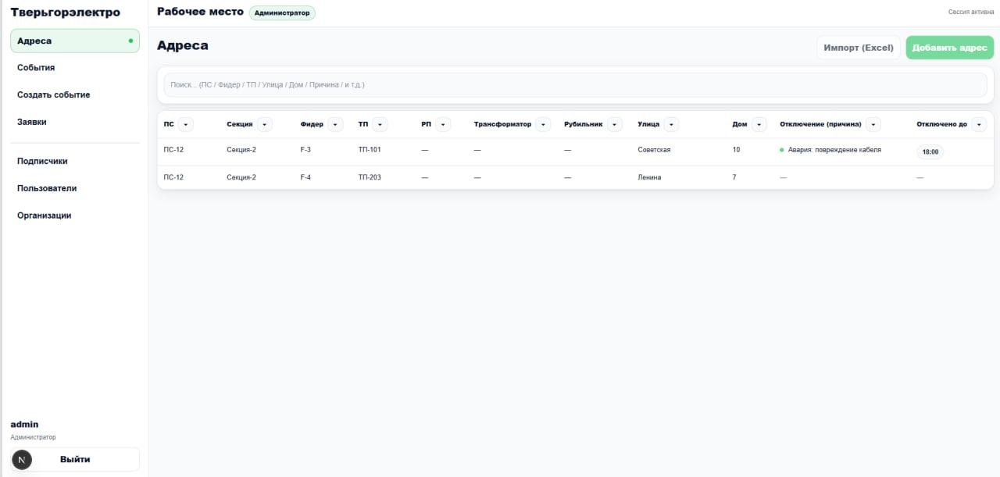 Тверьгорэлектро
Рабочее место Администратор
Сессия активна
Адреса
События
Создать событие
Заявки
Подписчики
Пользователи
Организации
admin
Администратор
N Выйти
Адреса
Импорт (Excel) Добавить адрес
Поиск... (ПС / Фидер / ТП / Улица / Дом / Причина / и т.д.)
ПС Секция Фидер ТП РП Трансформатор Рубильник Улица Дом Отключение (причина) Отключено до
ПС-12 Секция-2 F-3 ТП-101 — — — Советская 10 Авария: повреждение кабеля 18:00
ПС-12 Секция-2 F-4 ТП-203 — — — Ленина 7 — —